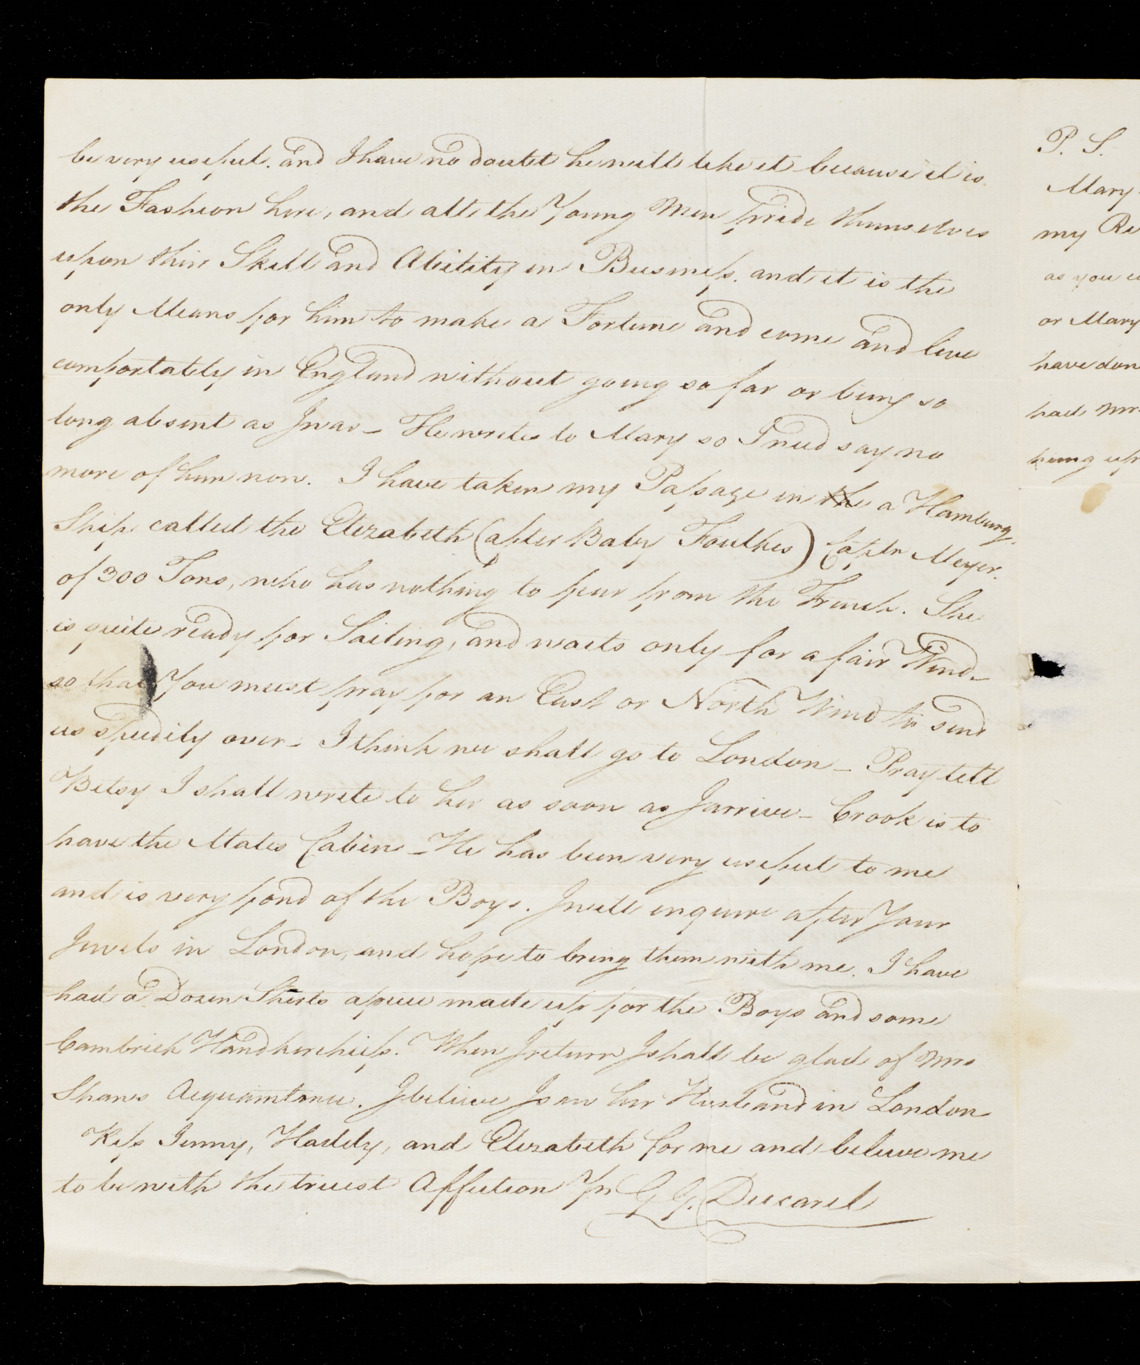 be very useful. and I have no doubt he will like it because it is
the Fashion here, and all the Young Men pride themselves
upon their Skill and Ability in Business. and it is the
only Means for him to make a Fortune and come and live
comfortably in England without going so far or being so
long absent as I was – He writes to Mary so I need say no
more of him now. I have taken my Passage in the a Hamburg
Ship called the Elizabeth (after Baby Foulkes) Captn Meyer.
of 300 Tons, who has nothing to fear from the French. She
is quite ready for Sailing, and waits only for a fair Wind–
so that You must pray for an East or North Wind to send
us speedily over – I think we shall go to London – Pray tell
Betsy I shall write to her as soon as I arrive – Crook is to
have the Mates Cabin – He has been very useful to me
and is very fond of the Boys. I will enquire after Your
Jewels in London, and hope to bring them with me. I have
had a Dozen Shirts apiece made up for the Boys and some
Cambrick Handkerchiefs. When I return I shall be glad of Mrs
Shaws Acquaintance. I believe I saw her Husband in London
Kiss Jenny, Haddy, and Elizabeth for me and believe me
to be with the truest Affection Yrs G G. Ducarel
P. S.
Mary
my Re
as you
or Mary
have don
had Mr
being up